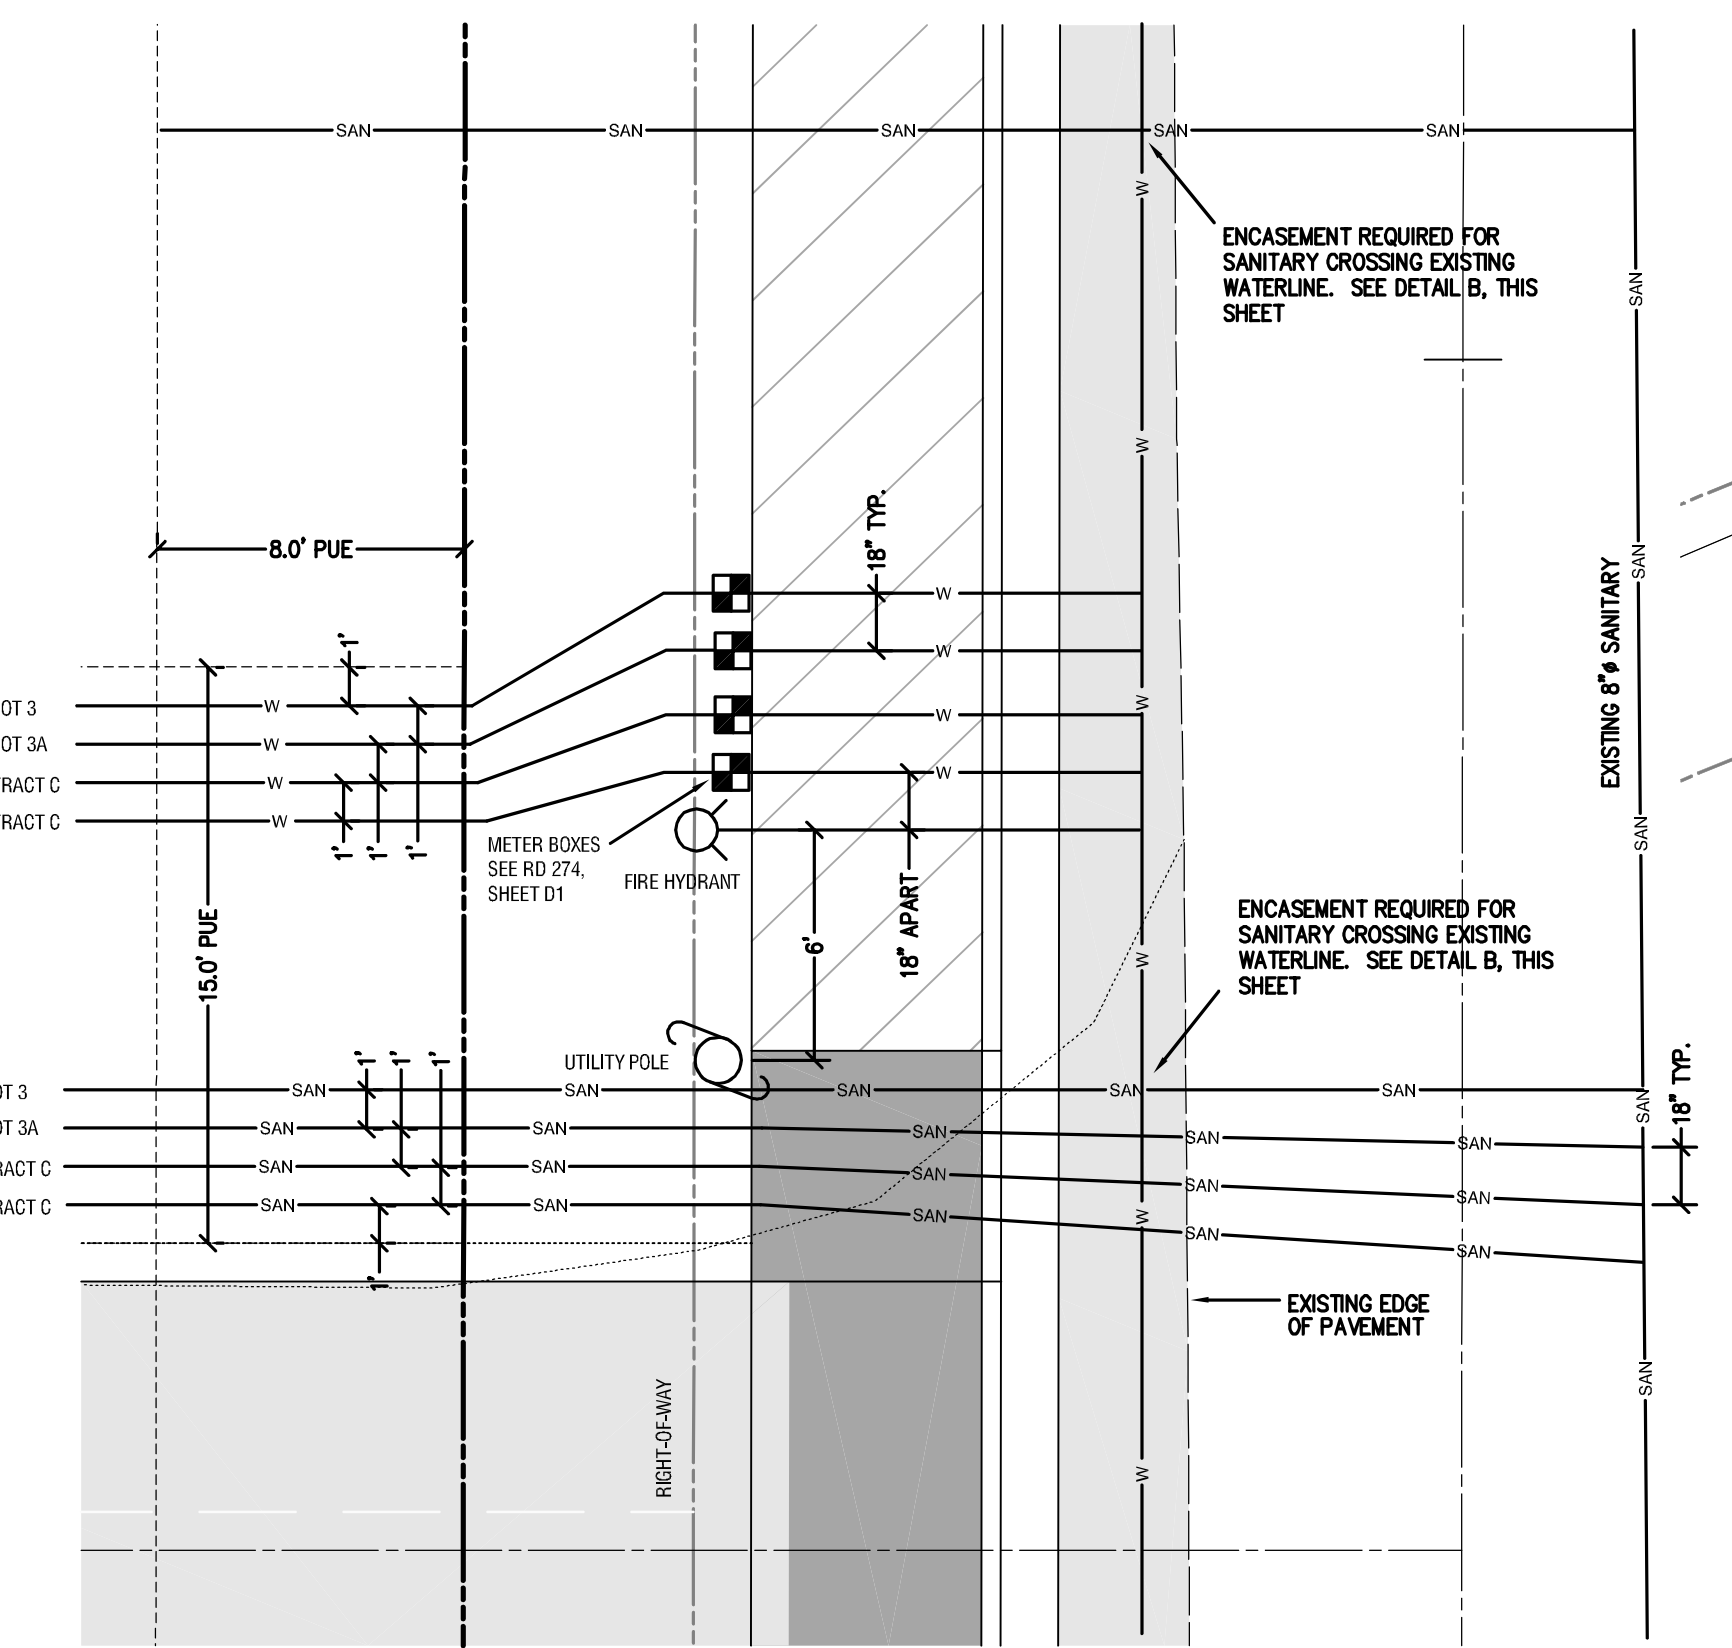 SAN SAN SAN SAN SAN
W
ENCASEMENT REQUIRED FOR
SANITARY CROSSING EXISTING
WATERLINE. SEE DETAIL B, THIS
SHEET
SAN
W
18" TYP.
8.0' PUE
EXISTING 8"ø SANITARY
SAN
W
W
1'
OT 3 W
W
W
OT 3A W
RACT C W
W
RACT C W
1' 1' 1'
METER BOXES
SEE RD 274,
SHEET D1
FIRE HYDRANT
SAN
18" APART
6'
15.0' PUE
W
ENCASEMENT REQUIRED FOR
SANITARY CROSSING EXISTING
WATERLINE. SEE DETAIL B, THIS
SHEET
1' 1' 1'
UTILITY POLE
18" TYP.
OT 3 SAN SAN SAN SAN SAN
SAN
OT 3A SAN SAN SAN SAN SAN
RACT C SAN SAN SAN SAN SAN
RACT C SAN SAN SAN SAN SAN
W
1'
EXISTING EDGE
OF PAVEMENT
SAN
RIGHT-OF-WAY
W